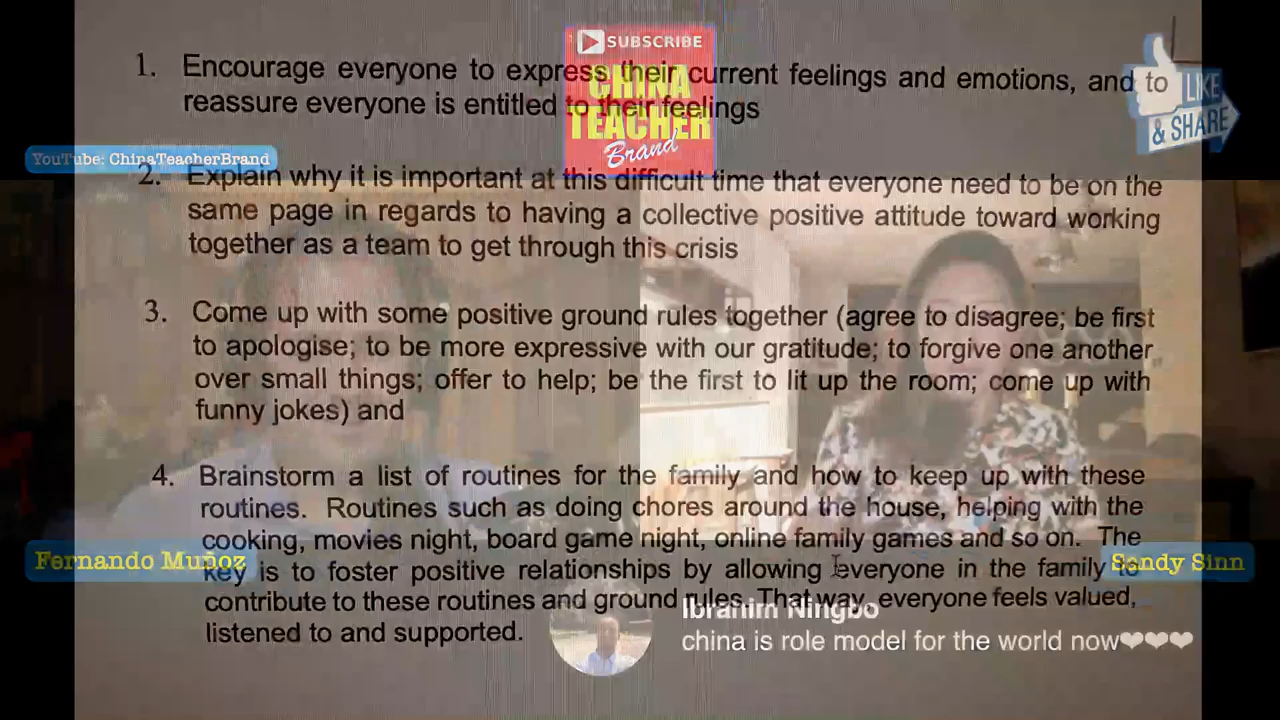 SUBSCRIBE
CHINA
TEACHER
Brand
LIKE
& SHARE
YouTube: ChinaTeacherBrand
1. Encourage everyone to express their current feelings and emotions, and to
reassure everyone is entitled to their feelings
2. Explain why it is important at this difficult time that everyone need to be on the
same page in regards to having a collective positive attitude toward working
together as a team to get through this crisis
3. Come up with some positive ground rules together (agree to disagree; be first
to apologise; to be more expressive with our gratitude; to forgive one another
over small things; offer to help; be the first to lit up the room; come up with
funny jokes) and
4. Brainstorm a list of routines for the family and how to keep up with these
routines. Routines such as doing chores around the house, helping with the
cooking, movies night, board game night, online family games and so on. The
key is to foster positive relationships by allowing everyone in the family to
contribute to these routines and ground rules. That way, everyone feels valued,
listened to and supported.
Fernando Muñoz
Sandy Sinn
Ibrahim Ningbo
china is role model for the world now❤❤❤